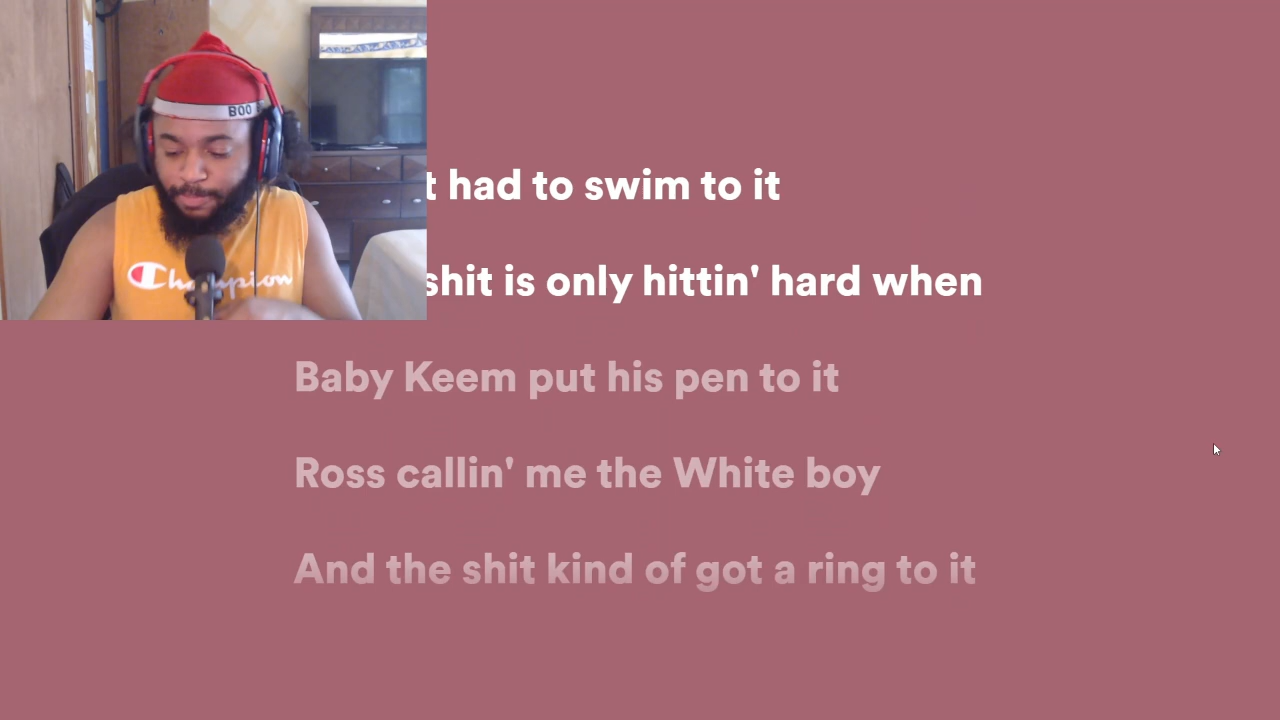 BOO
Champion
had to swim to it
shit is only hittin' hard when
Baby Keem put his pen to it
Ross callin' me the White boy
And the shit kind of got a ring to it